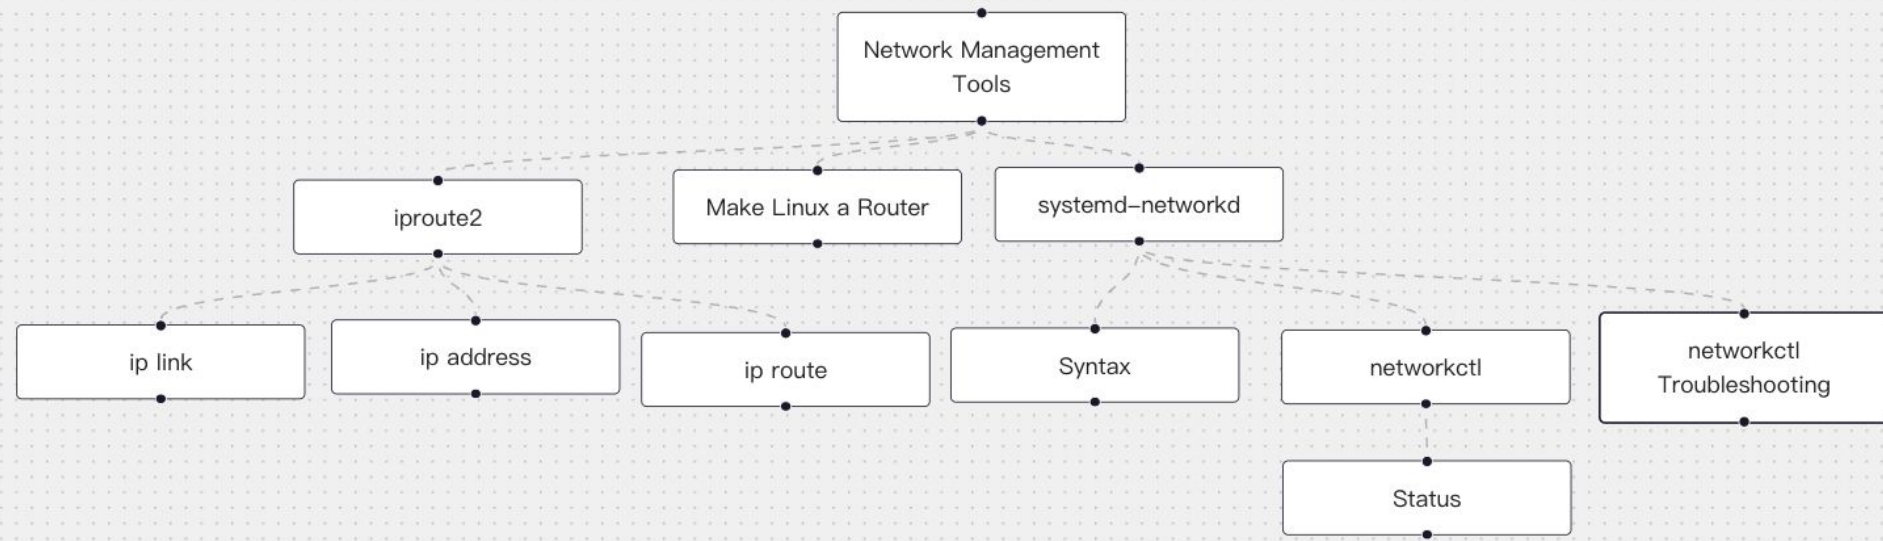 Network Management
Tools
iproute2
Make Linux a Router
systemd-networkd
ip link
ip address
ip route
Syntax
networkctl
networkctl
Troubleshooting
Status